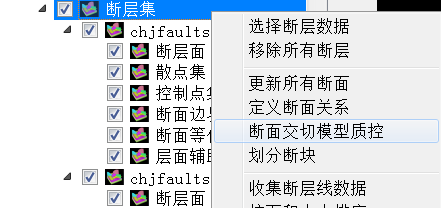 断层集
chjfaults
断层面
散点集
控制点集
断面边
断面等
层面辅
chjfaults
断层面
选择断层数据
移除所有断层
更新所有断面
定义断面关系
断面交切模型质控
划分断块
收集断层线数据